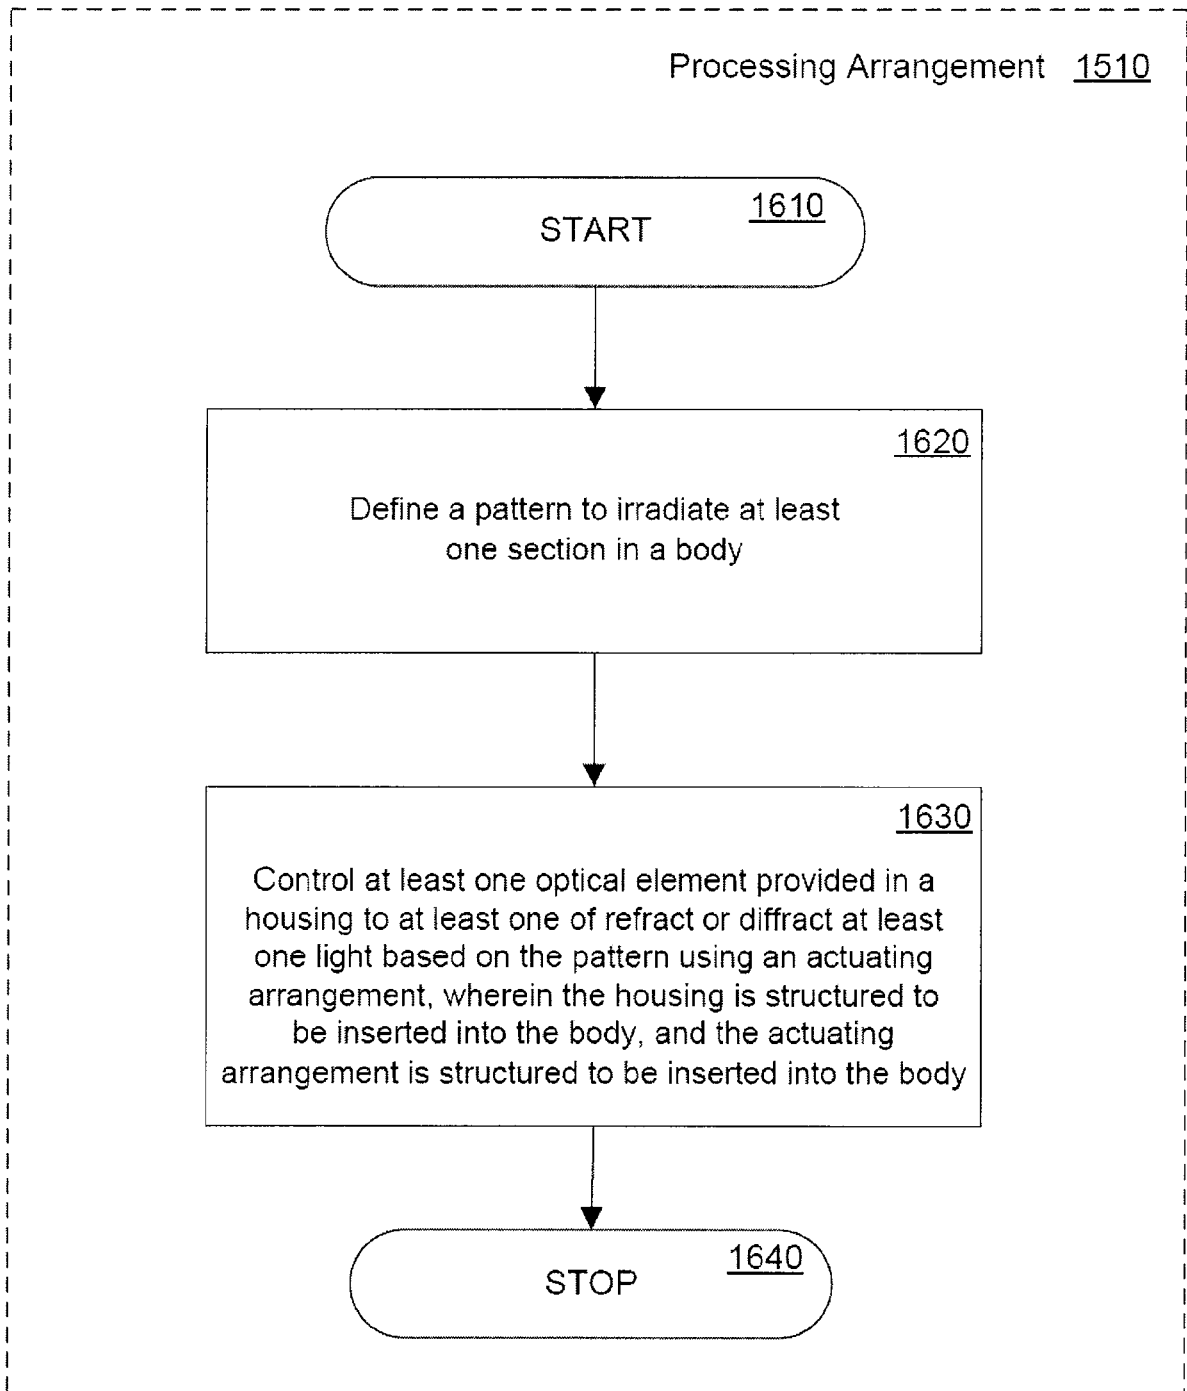 Processing Arrangement 1510
1610
START
1620
Define a pattern to irradiate at least
one section in a body
1630
Control at least one optical element provided in a
housing to at least one of refract or diffract at least
one light based on the pattern using an actuating
arrangement, wherein the housing is structured to
be inserted into the body, and the actuating
arrangement is structured to be inserted into the body
1640
STOP